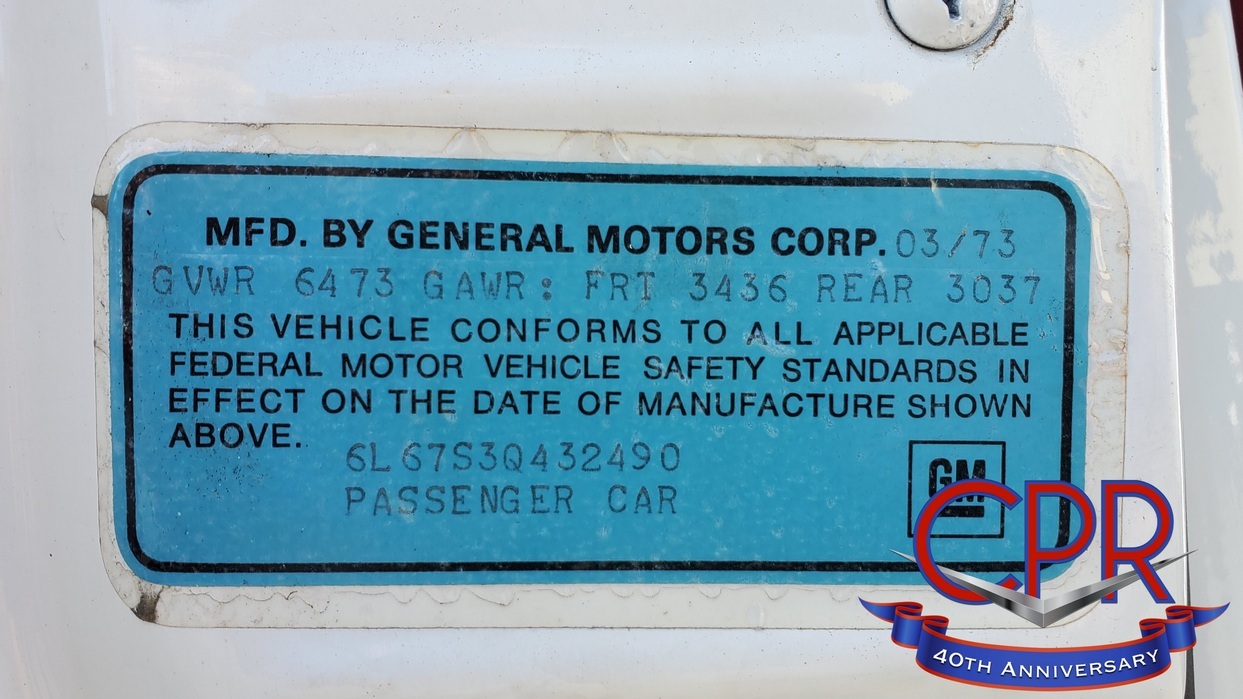 MFD. BY GENERAL MOTORS CORP. 03/73
GVWR 6473 GAWR: FRT 3436 REAR 3037
THIS VEHICLE CONFORMS TO ALL APPLICABLE
FEDERAL MOTOR VEHICLE SAFETY STANDARDS IN
EFFECT ON THE DATE OF MANUFACTURE SHOWN
ABOVE.
6L67S3Q432490
PASSENGER CAR
GM
CPR
40TH ANNIVERSARY